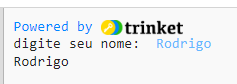 Powered by trinket
digite seu nome: Rodrigo
Rodrigo